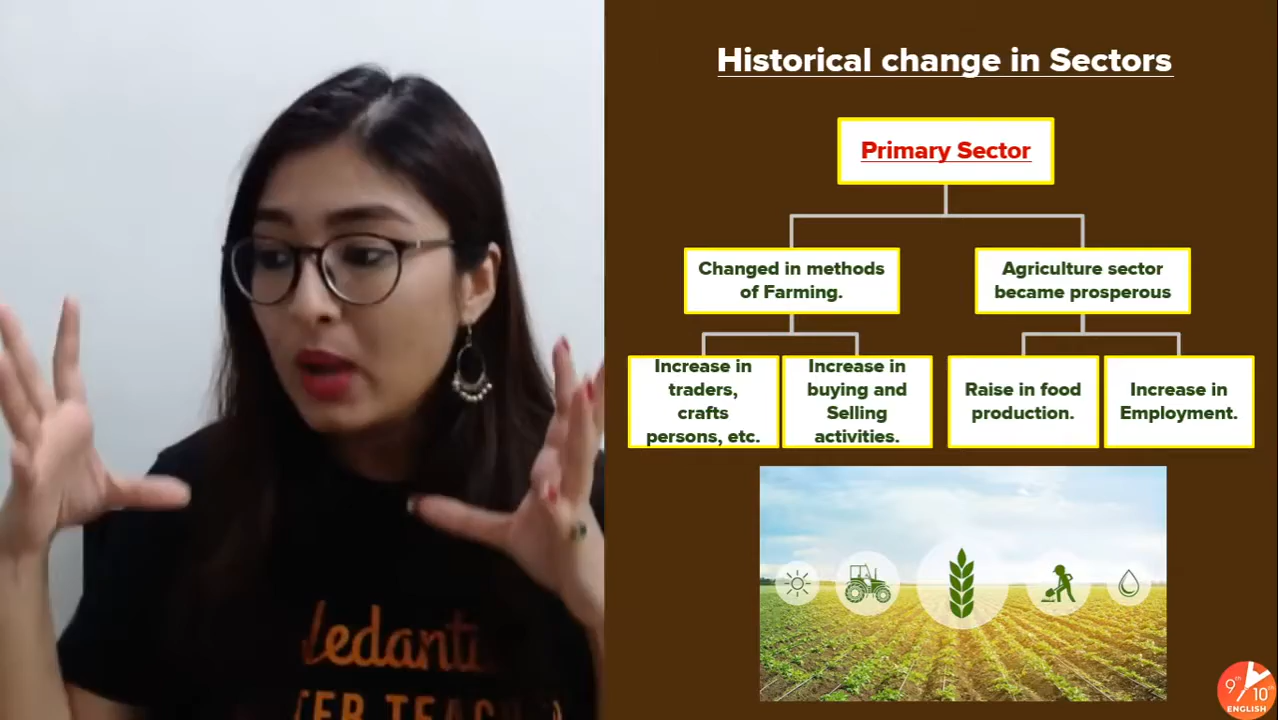 Historical change in Sectors
Primary Sector
Changed in methods
of Farming.
Agriculture sector
became prosperous
Increase in
traders,
crafts
persons, etc.
Increase in
buying and
Selling
activities.
Raise in food
production.
Increase in
Employment.
9th
10th
ENGLISH